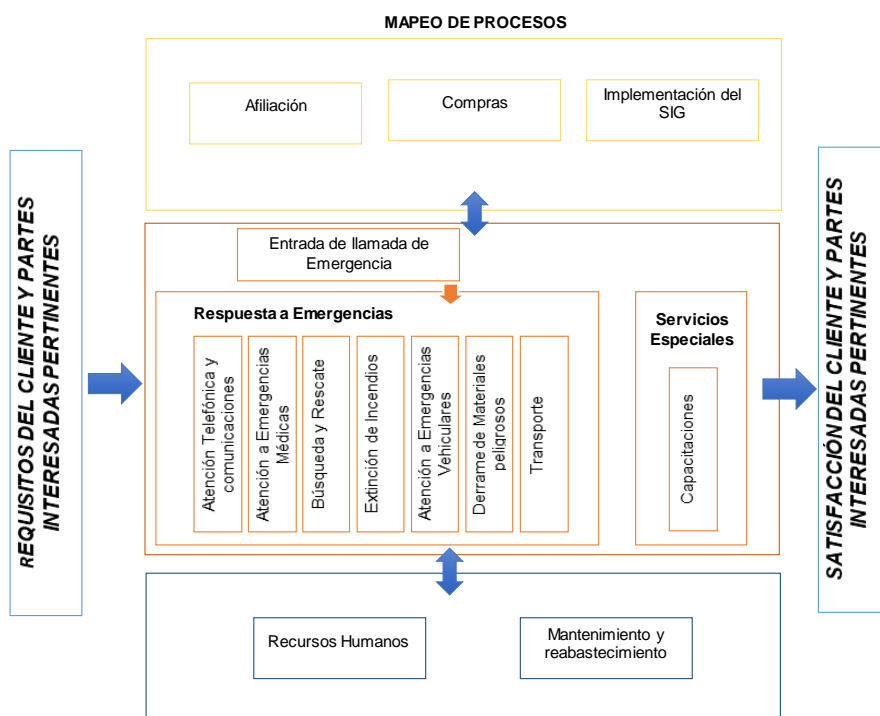 MAPEO DE PROCESOS
Afiliación
Compras
Implementación del
SIG
REQUISITOS DEL CLIENTE Y PARTES
INTERESADAS PERTINENTES
Entrada de llamada de
Emergencia
Respuesta a Emergencias
Atención Telefónica y
comunicaciones
Atención a Emergencias
Médicas
Búsqueda y Rescate
Extinción de Incendios
Atención a Emergencias
Vehiculares
Derrame de Materiales
peligrosos
Transporte
Servicios
Especiales
Capacitaciones
SATISFACCIÓN DEL CLIENTE Y PARTES
INTERESADAS PERTINENTES
Recursos Humanos
Mantenimiento y
reabastecimiento